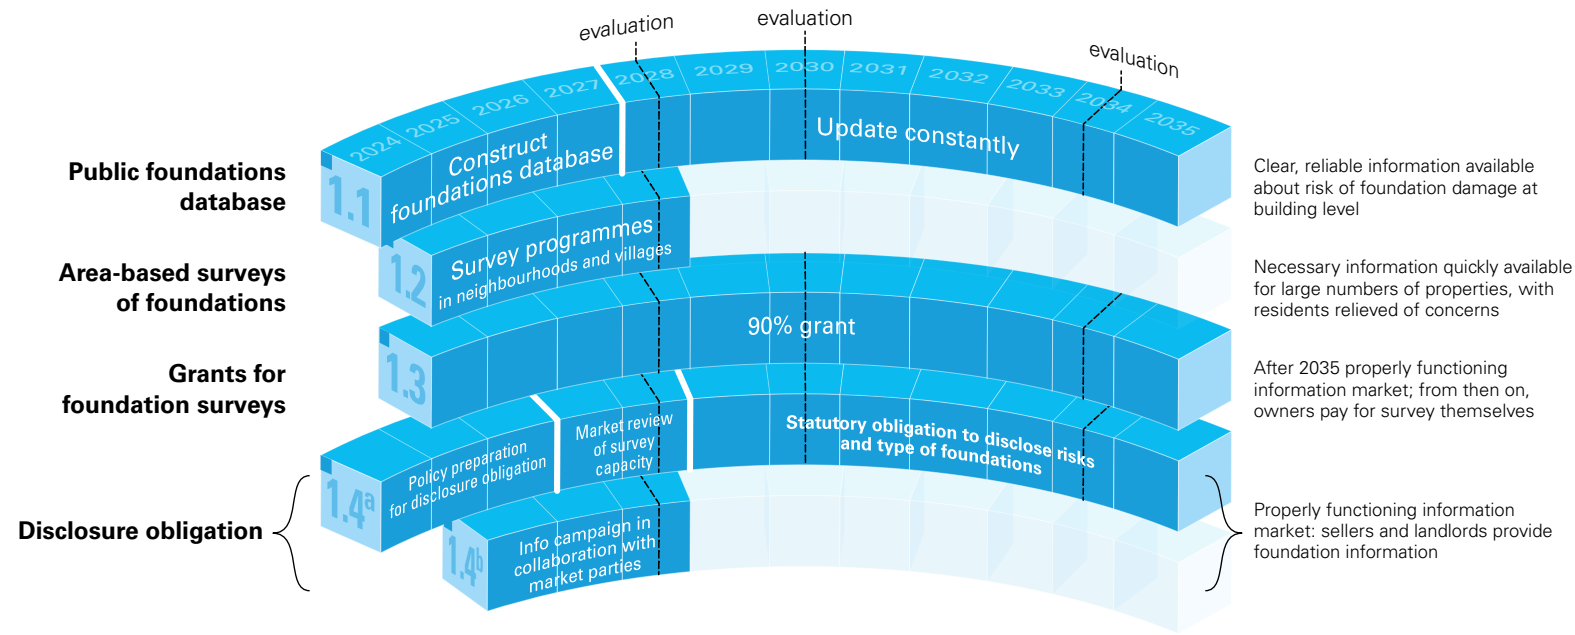 evaluation
evaluation
evaluation
2024
2025
2026
2027
2028
2029
2030
2031
2032
2033
2034
2035
Public foundations
database
1.1
Construct
foundations database
Update constantly
Clear, reliable information available
about risk of foundation damage at
building level
Area-based surveys
of foundations
1.2
Survey programmes
in neighbourhoods and villages
Necessary information quickly available
for large numbers of properties, with
residents relieved of concerns
Grants for
foundation surveys
1.3
90% grant
After 2035 properly functioning
information market; from then on,
owners pay for survey themselves
Disclosure obligation
1.4a
Policy preparation
for disclosure obligation
Market review
of survey
capacity
Statutory obligation to disclose risks
and type of foundations
1.4b
Info campaign in
collaboration with
market parties
Properly functioning information
market: sellers and landlords provide
foundation information